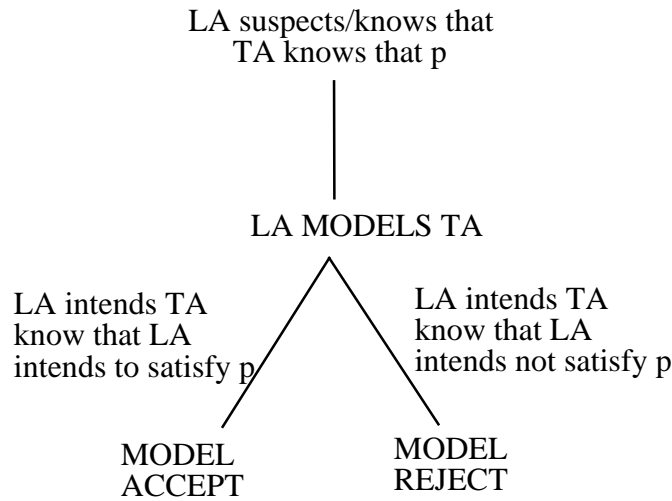 LA suspects/knows that
TA knows that p
LA MODELS TA
LA intends TA
know that LA
intends to satisfy p
LA intends TA
know that LA
intends not satisfy p
MODEL
ACCEPT
MODEL
REJECT